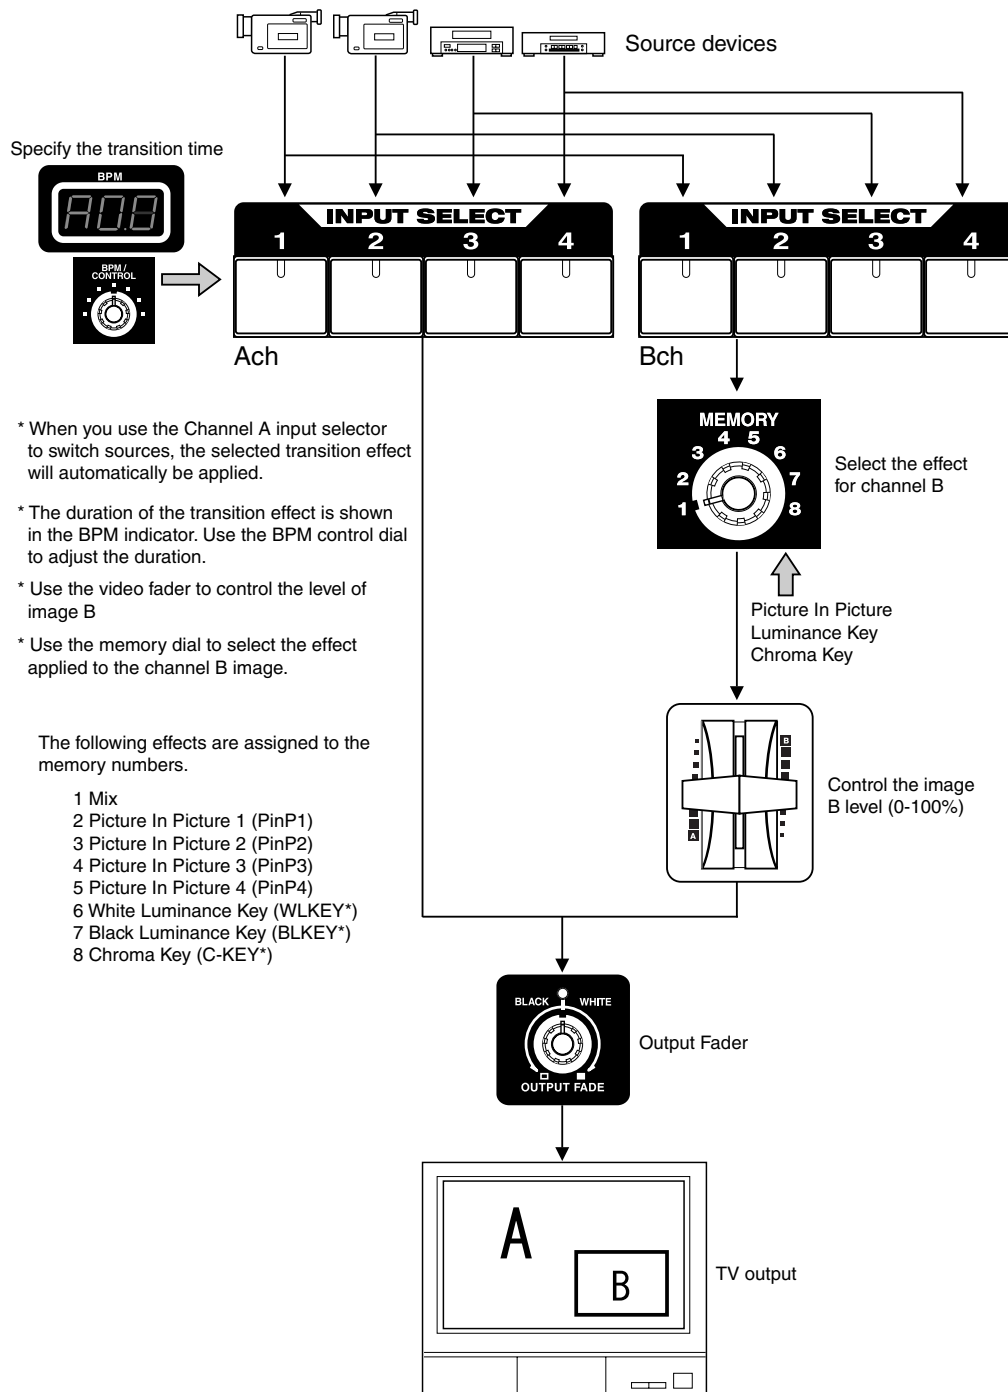 Source devices
Specify the transition time
BPM
A0.8
BPM /
CONTROL
INPUT SELECT
1 2 3 4
Ach
INPUT SELECT
1 2 3 4
Bch
* When you use the Channel A input selector
to switch sources, the selected transition effect
will automatically be applied.
* The duration of the transition effect is shown
in the BPM indicator. Use the BPM control dial
to adjust the duration.
* Use the video fader to control the level of
image B
* Use the memory dial to select the effect
applied to the channel B image.
MEMORY
1 2 3 4 5 6 7 8
Select the effect
for channel B
Picture In Picture
Luminance Key
Chroma Key
The following effects are assigned to the
memory numbers.
1 Mix
2 Picture In Picture 1 (PinP1)
3 Picture In Picture 2 (PinP2)
4 Picture In Picture 3 (PinP3)
5 Picture In Picture 4 (PinP4)
6 White Luminance Key (WLKEY*)
7 Black Luminance Key (BLKEY*)
8 Chroma Key (C-KEY*)
B
A
Control the image
B level (0-100%)
BLACK WHITE
OUTPUT FADE
Output Fader
A
B
TV output